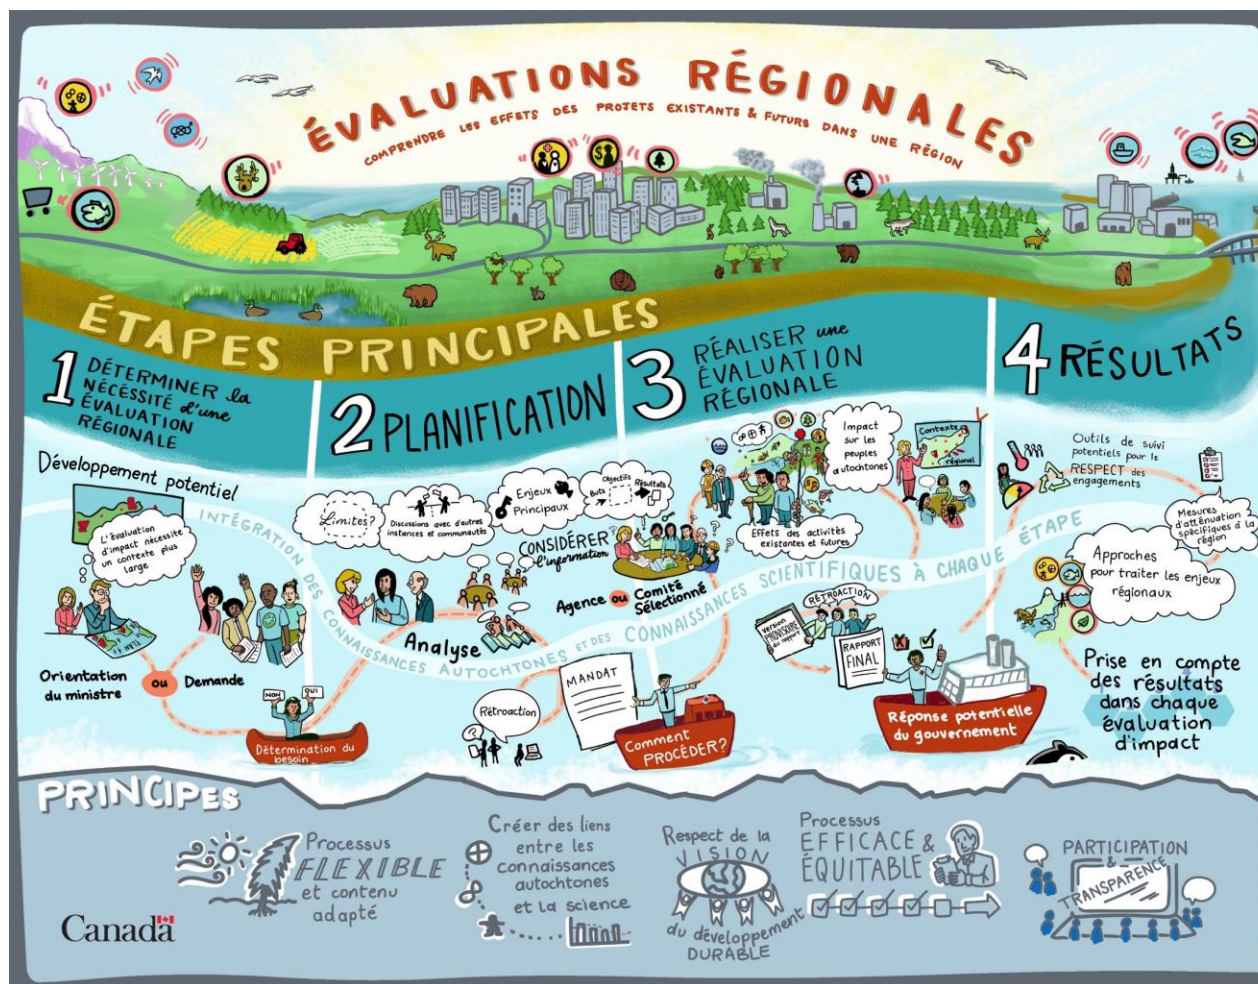 ÉVALUATIONS RÉGIONALES
COMPRENDRE LES EFFETS DES PROJETS EXISTANTS & FUTURS DANS UNE RÉGION
ÉTAPES PRINCIPALES
1 DÉTERMINER la
NÉCÉSSITÉ d'une
ÉVALUATION
RÉGIONALE
Développement potentiel
L'évaluation
d'impact nécessite
un contexte plus
large
Orientation
du ministre
ou
Demande
NON
OUI
Détermination du
besoin
INTÉGRATION DES CONNAISSANCES AUTOCHTONES ET DES CONNAISSANCES SCIENTIFIQUES À CHAQUE ÉTAPE
2 PLANIFICATION
Limites?
Discussions avec d'autres
instances et communautés
Enjeux
Principaux
Buts
Objectifs
Résultats
CONSIDÉRER
l'information
Analyse
Agence ou Comité
Sélectionné
Rétroaction
MANDAT
Comment
PROCÉDER?
3 RÉALISER une
ÉVALUATION
RÉGIONALE
Impact
sur les
peuples
autochtones
Contexte
régional
Effets des activités
existantes et futures
RÉTROACTION
Version
PROVISOIRE
du rapport
RAPPORT
FINAL
Réponse potentielle
du gouvernement
4 RÉSULTATS
Outils de suivi
potentiels pour le
RESPECT des
engagements
Mesures
d'atténuation
spécifiques à la
région
Approches
pour traiter les enjeux
régionaux
Prise en compte
des résultats
dans chaque
évaluation
d'impact
PRINCIPES
Processus
FLEXIBLE
et contenu
adapté
Créer des liens
entre les
connaissances
autochtones
et la science
Respect de la
VISION
du développement
DURABLE
Processus
EFFICACE &
ÉQUITABLE
PARTICIPATION
&
TRANSPARENCE
Canada